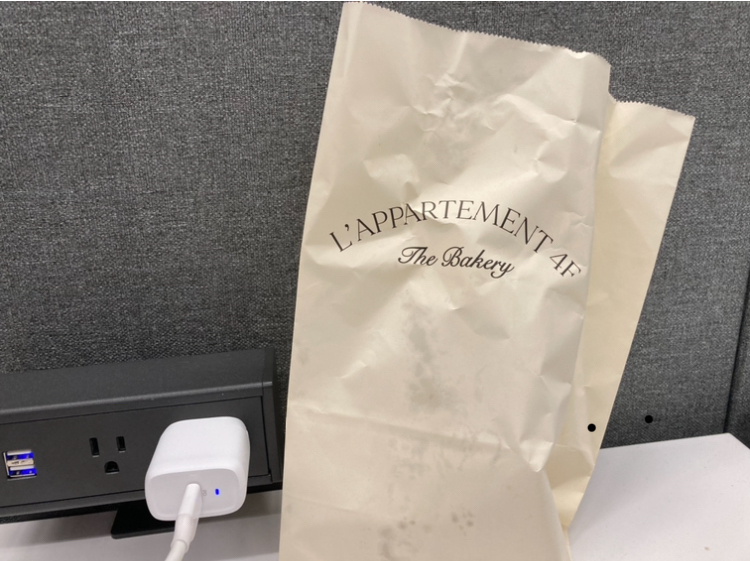 L'APPARTEMENT 4F
The Bakery